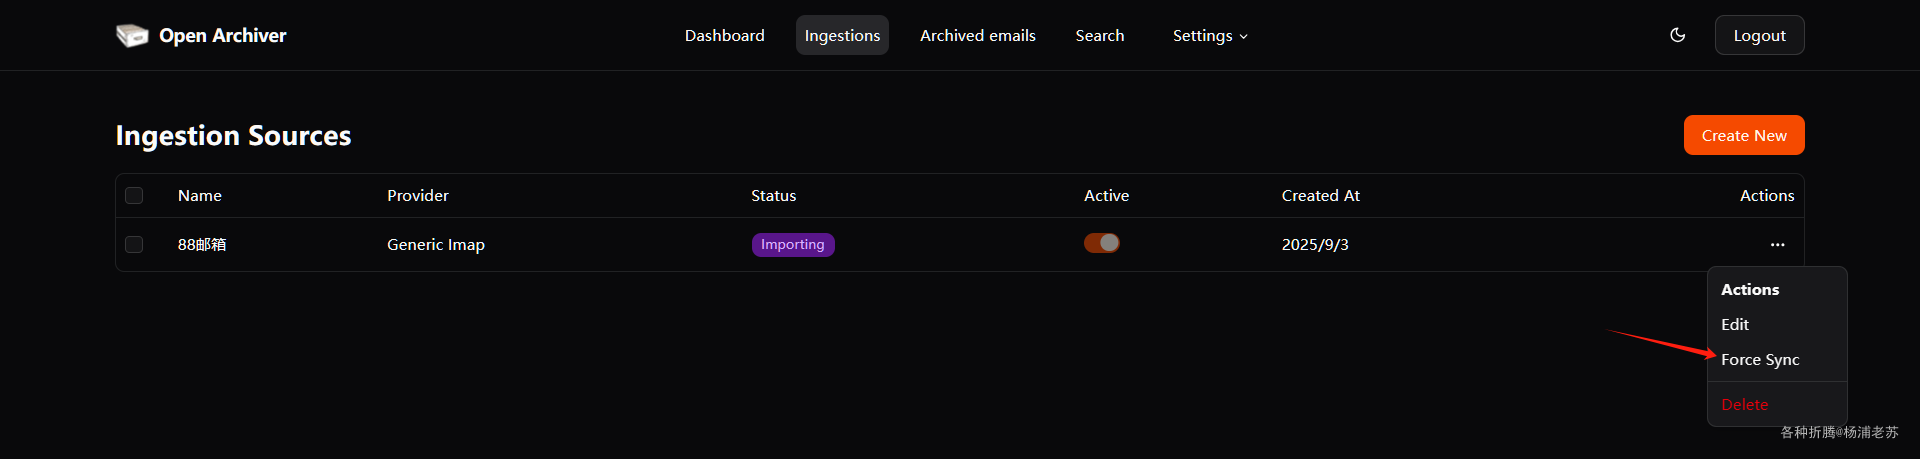 Open Archiver Dashboard Ingestions Archived emails Search Settings Logout
Ingestion Sources Create New
Name Provider Status Active Created At Actions
88邮箱 Generic Imap Importing 2025/9/3 ...
Actions
Edit
Force Sync
Delete
各种折腾@杨浦老苏